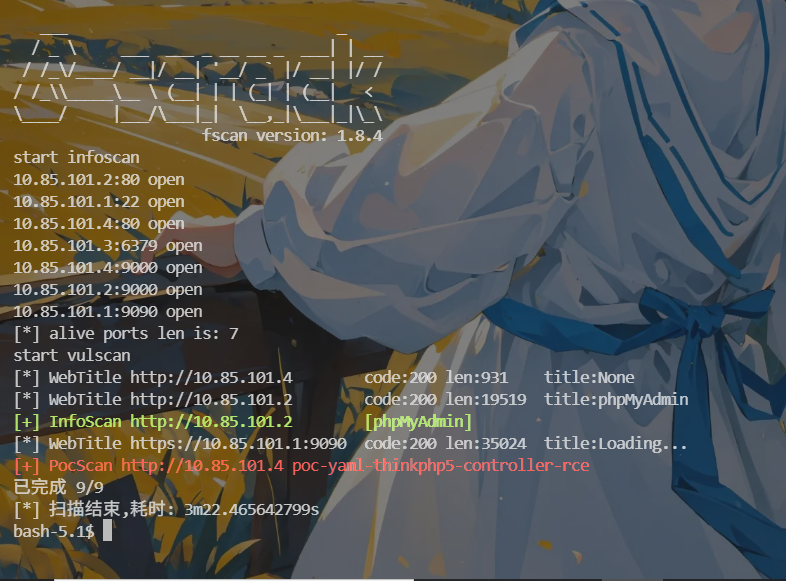 fscan version: 1.8.4
start infoscan
10.85.101.2:80 open
10.85.101.1:22 open
10.85.101.4:80 open
10.85.101.3:6379 open
10.85.101.4:9000 open
10.85.101.2:9000 open
10.85.101.1:9090 open
[*] alive ports len is: 7
start vulscan
[*] WebTitle http://10.85.101.4 code:200 len:931 title:None
[*] WebTitle http://10.85.101.2 code:200 len:19519 title:phpMyAdmin
[+] InfoScan http://10.85.101.2 [phpMyAdmin]
[*] WebTitle https://10.85.101.1:9090 code:200 len:35024 title:Loading...
[+] PocScan http://10.85.101.4 poc-yaml-thinkphp5-controller-rce
已完成 9/9
[*] 扫描结束,耗时: 3m22.465642799s
bash-5.1$